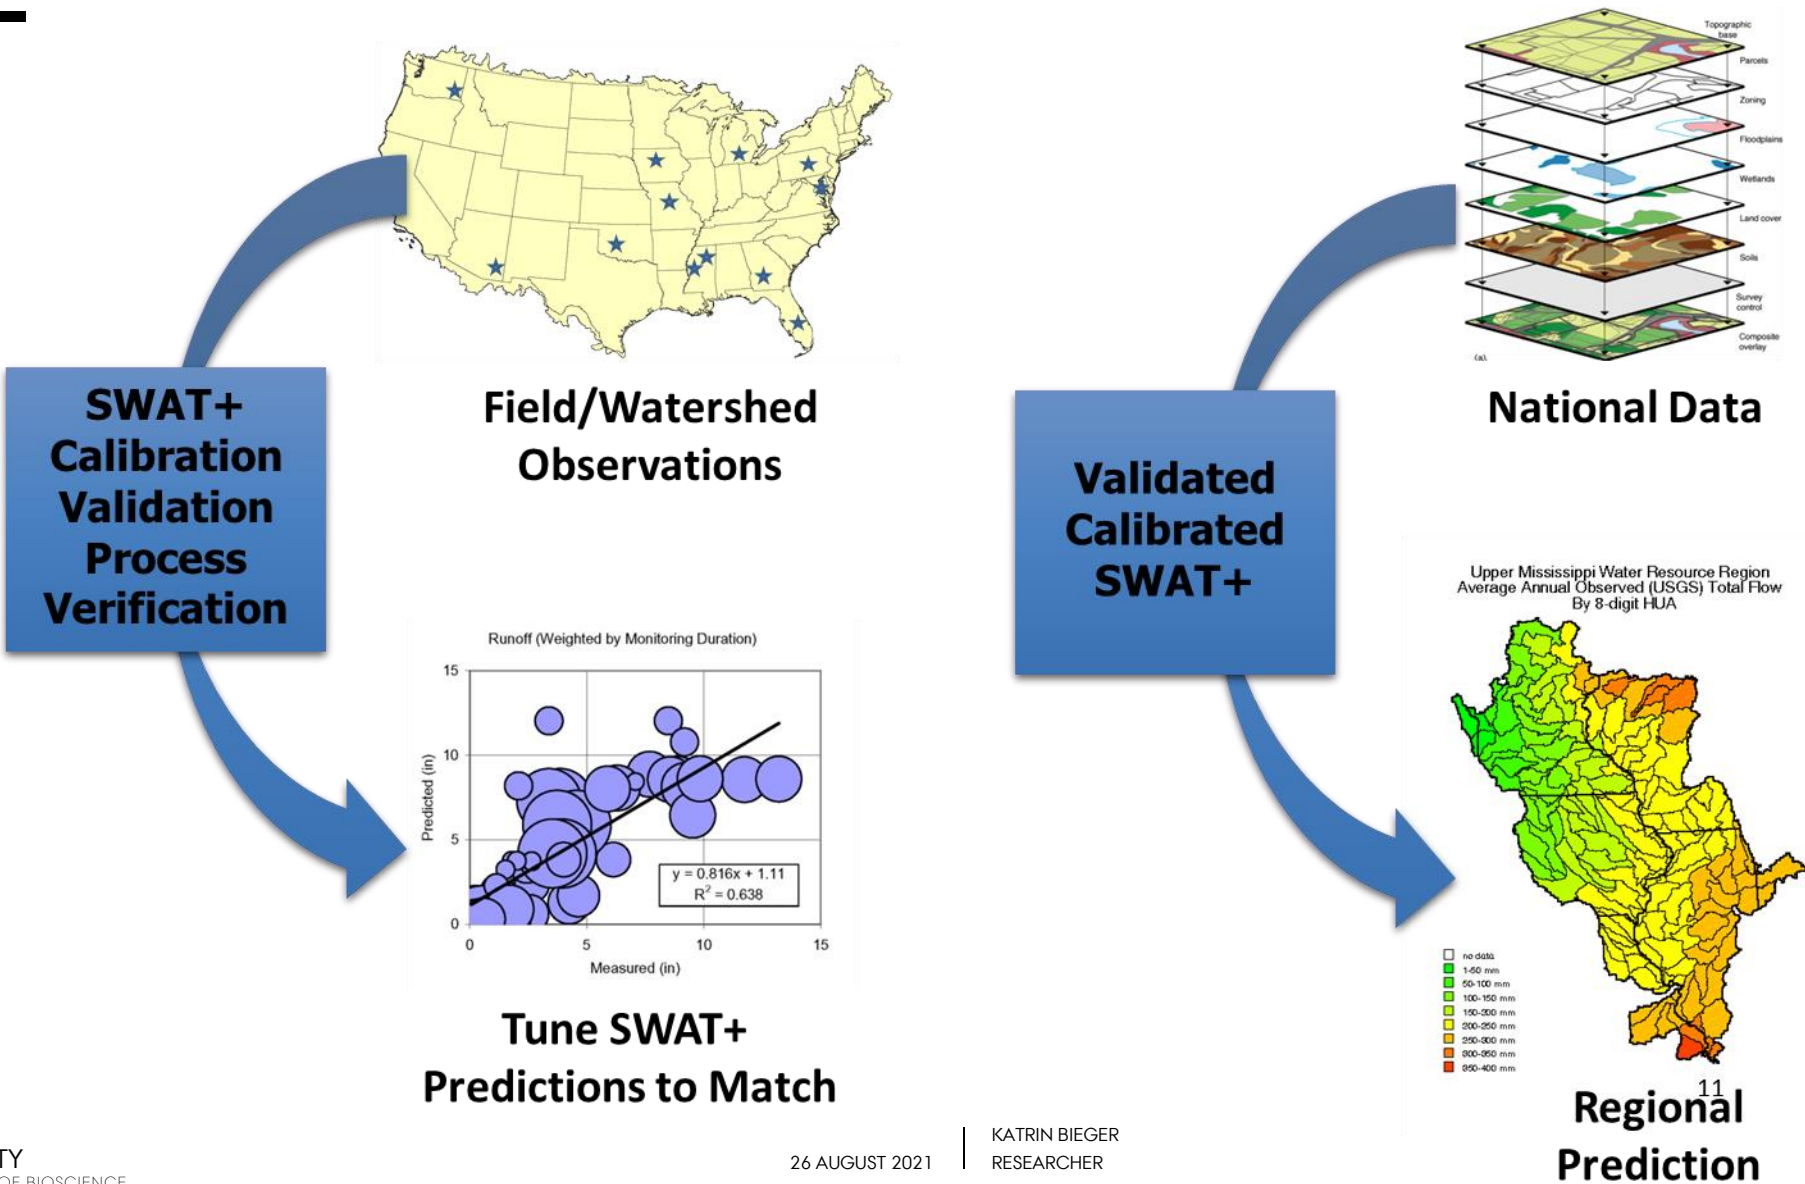 SWAT+
Calibration
Validation
Process
Verification
Field/Watershed
Observations
Runoff (Weighted by Monitoring Duration)
15
10
5
0
Predicted (in)
y = 0.816x + 1.11
R² = 0.638
0 5 10 15
Measured (in)
Tune SWAT+
Predictions to Match
Topographic
base
Parcels
Zoning
Floodplains
Wetlands
Land cover
Soils
Survey
control
Composite
overlay
(a)
National Data
Validated
Calibrated
SWAT+
Upper Mississippi Water Resource Region
Average Annual Observed (USGS) Total Flow
By 8-digit HUA
no data
1-50 mm
50-100 mm
100-150 mm
150-200 mm
200-250 mm
250-300 mm
300-350 mm
350-400 mm
11
Regional
Prediction
TY
OF BIOSCIENCE
26 AUGUST 2021
KATRIN BIEGER
RESEARCHER